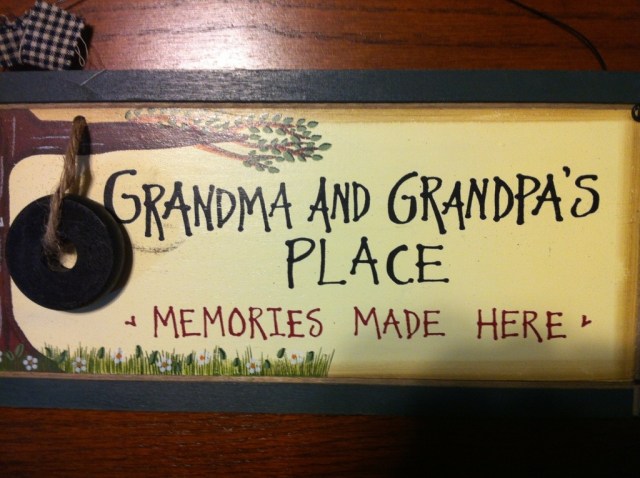 GRANDMA AND GRANDPA'S
PLACE
MEMORIES MADE HERE